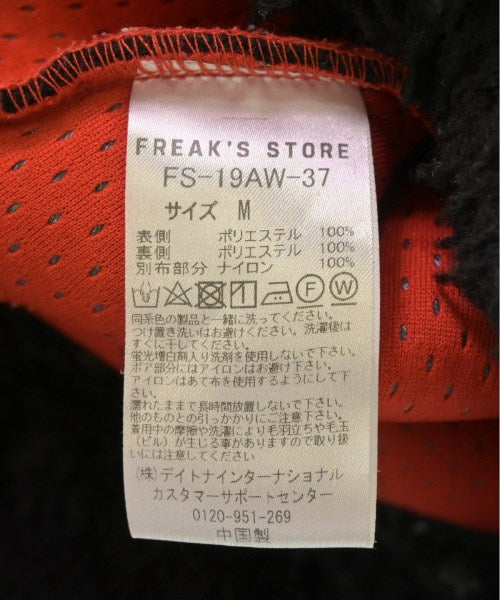 FREAK'S STORE
FS-19AW-37
サイズ M
表側 ポリエステル 100%
裏側 ポリエステル 100%
別布部分 ナイロン 100%
F W
同系色の製品と一緒に洗ってください。
つけ置き洗いはお避けください。洗濯後は
すぐに干してください。
蛍光増白剤入り洗剤を使用しないで下さい。
ボア部分にはアイロンはお避け下さい。
アイロンはあて布を使用して下さい。
濡れたままで長時間放置しないで下さい。
他のものとの引っかかりにご注意下さい。
着用中の摩擦や洗濯により毛羽立ちや毛玉
(ピル) が生じる事がありますので取り扱
いには注意してください。
(株)デイトナインターナショナル
カスタマーサポートセンター
0120-951-269
中国製